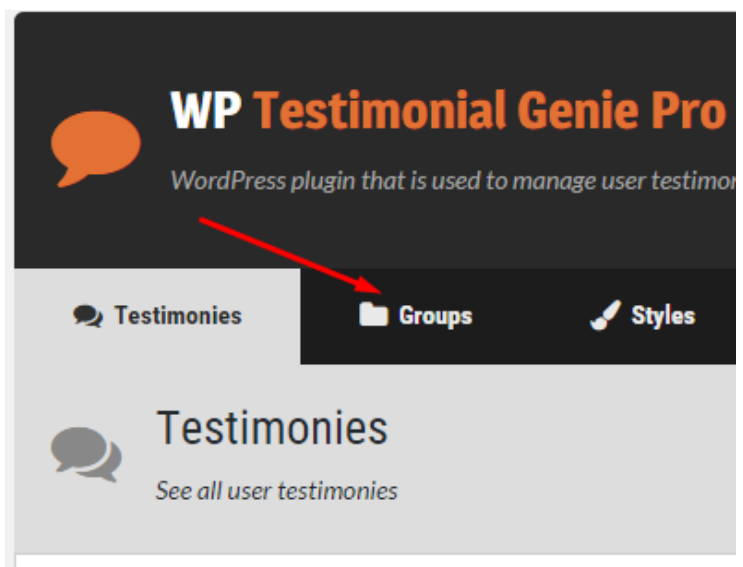 WP Testimonial Genie Pro
WordPress plugin that is used to manage user
Testimonies
Groups
Styles
Testimonies
See all user testimonies